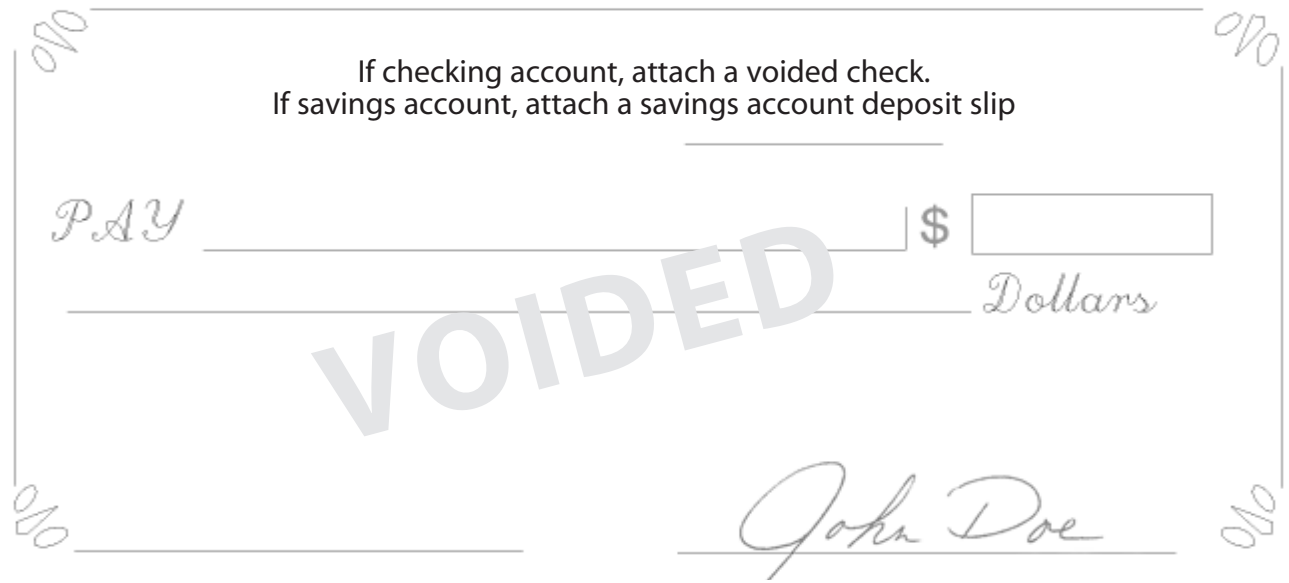 If checking account, attach a voided check.
If savings account, attach a savings account deposit slip
PAY $
Dollars
VOIDED
John Doe